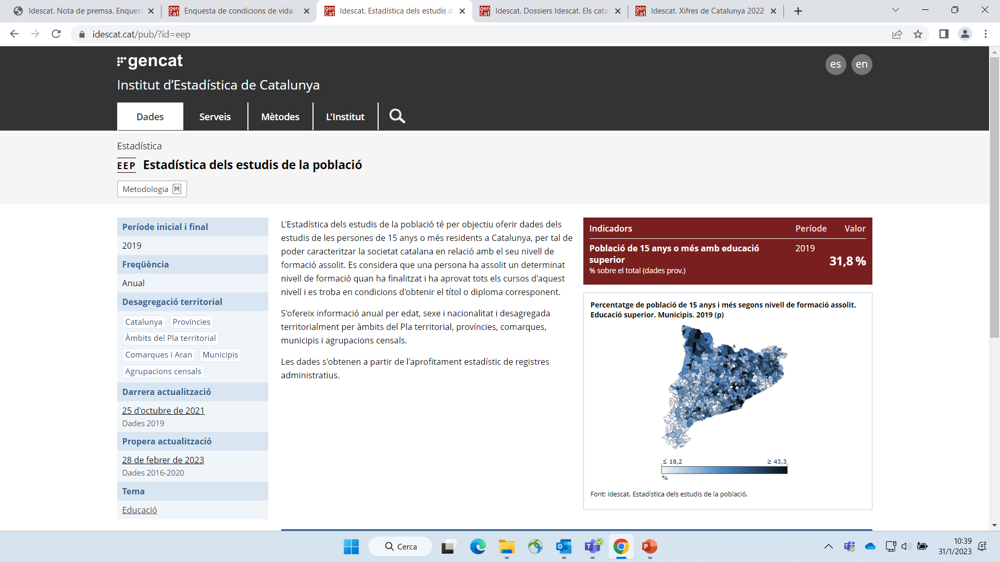 Idescat. Nota de premsa. Enquest
Enquesta de condicions de vida.
Idescat. Estadística dels estudis d
Idescat. Dossiers Idescat. Els cata
Idescat. Xifres de Catalunya 2022
idescat.cat/pub/?id=eep
gencat
es
en
Institut d’Estadística de Catalunya
Dades
Serveis
Mètodes
L'Institut
Estadística
EEP Estadística dels estudis de la població
Metodologia M
Període inicial i final
2019
Freqüència
Anual
Desagregació territorial
Catalunya Províncies
Àmbits del Pla territorial
Comarques i Aran Municipis
Agrupacions censals
Darrera actualització
25 d'octubre de 2021
Dades 2019
Propera actualització
28 de febrer de 2023
Dades 2016-2020
Tema
Educació
L'Estadística dels estudis de la població té per objectiu oferir dades dels
estudis de les persones de 15 anys o més residents a Catalunya, per tal de
poder caracteritzar la societat catalana en relació amb el seu nivell de
formació assolit. Es considera que una persona ha assolit un determinat
nivell de formació quan ha finalitzat i ha aprovat tots els cursos d'aquest
nivell i es troba en condicions d'obtenir el títol o diploma corresponent.
S'ofereix informació anual per edat, sexe i nacionalitat i desagregada
territorialment per àmbits del Pla territorial, províncies, comarques,
municipis i agrupacions censals.
Les dades s'obtenen a partir de l'aprofitament estadístic de registres
administratius.
Indicadors Període Valor
Població de 15 anys o més amb educació 2019
superior 31,8 %
% sobre el total (dades prov.)
Percentatge de població de 15 anys i més segons nivell de formació assolit.
Educació superior. Municipis. 2019 (p)
≤ 18,2 ≥ 43,3
%
Font: Idescat. Estadística dels estudis de la població.
Cerca
10:39
31/1/2023